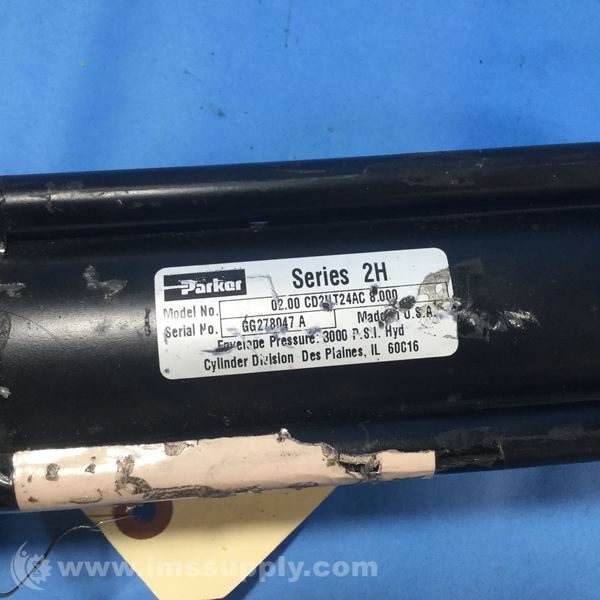 Parker
Series 2H
Model No. 02.00 CD2HT24AC 8.000
Serial No. GG278047 A Made in U.S.A.
Envelope Pressure: 3000 P.S.I. Hyd
Cylinder Division Des Plaines, IL 60016
www.imssupply.com